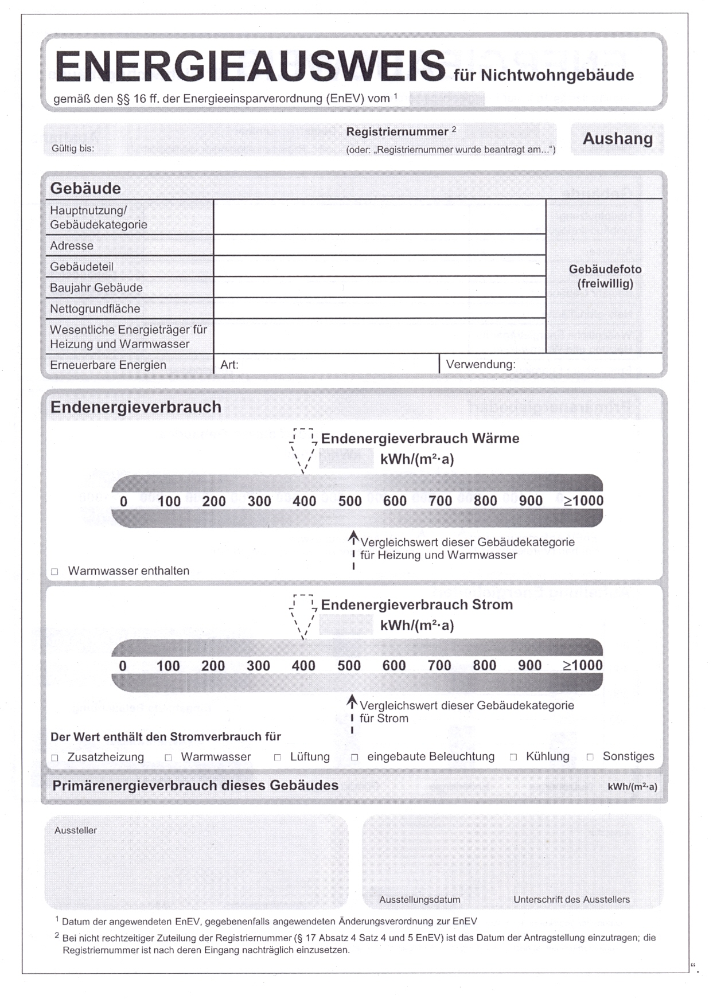 ENERGIEAUSWEIS für Nichtwohngebäude
gemäß den §§ 16 ff. der Energieeinsparverordnung (EnEV) vom ¹
Gültig bis:
Registriernummer ²
(oder: „Registriernummer wurde beantragt am...“)
Aushang
Gebäude
Hauptnutzung/
Gebäudekategorie
Adresse
Gebäudeteil
Baujahr Gebäude
Nettogrundfläche
Wesentliche Energieträger für
Heizung und Warmwasser
Gebäudefoto
(freiwillig)
Erneuerbare Energien Art: Verwendung:
Endenergieverbrauch
Endenergieverbrauch Wärme
kWh/(m²·a)
0 100 200 300 400 500 600 700 800 900 ≥1000
Vergleichswert dieser Gebäudekategorie
für Heizung und Warmwasser
□ Warmwasser enthalten
Endenergieverbrauch Strom
kWh/(m²·a)
0 100 200 300 400 500 600 700 800 900 ≥1000
Vergleichswert dieser Gebäudekategorie
für Strom
Der Wert enthält den Stromverbrauch für
□ Zusatzheizung □ Warmwasser □ Lüftung □ eingebaute Beleuchtung □ Kühlung □ Sonstiges
Primärenergieverbrauch dieses Gebäudes kWh/(m²·a)
Aussteller
Ausstellungsdatum Unterschrift des Ausstellers
¹ Datum der angewendeten EnEV, gegebenenfalls angewendeten Änderungsverordnung zur EnEV
² Bei nicht rechtzeitiger Zuteilung der Registriernummer (§ 17 Absatz 4 Satz 4 und 5 EnEV) ist das Datum der Antragstellung einzutragen; die
Registriernummer ist nach deren Eingang nachträglich einzusetzen.
“.